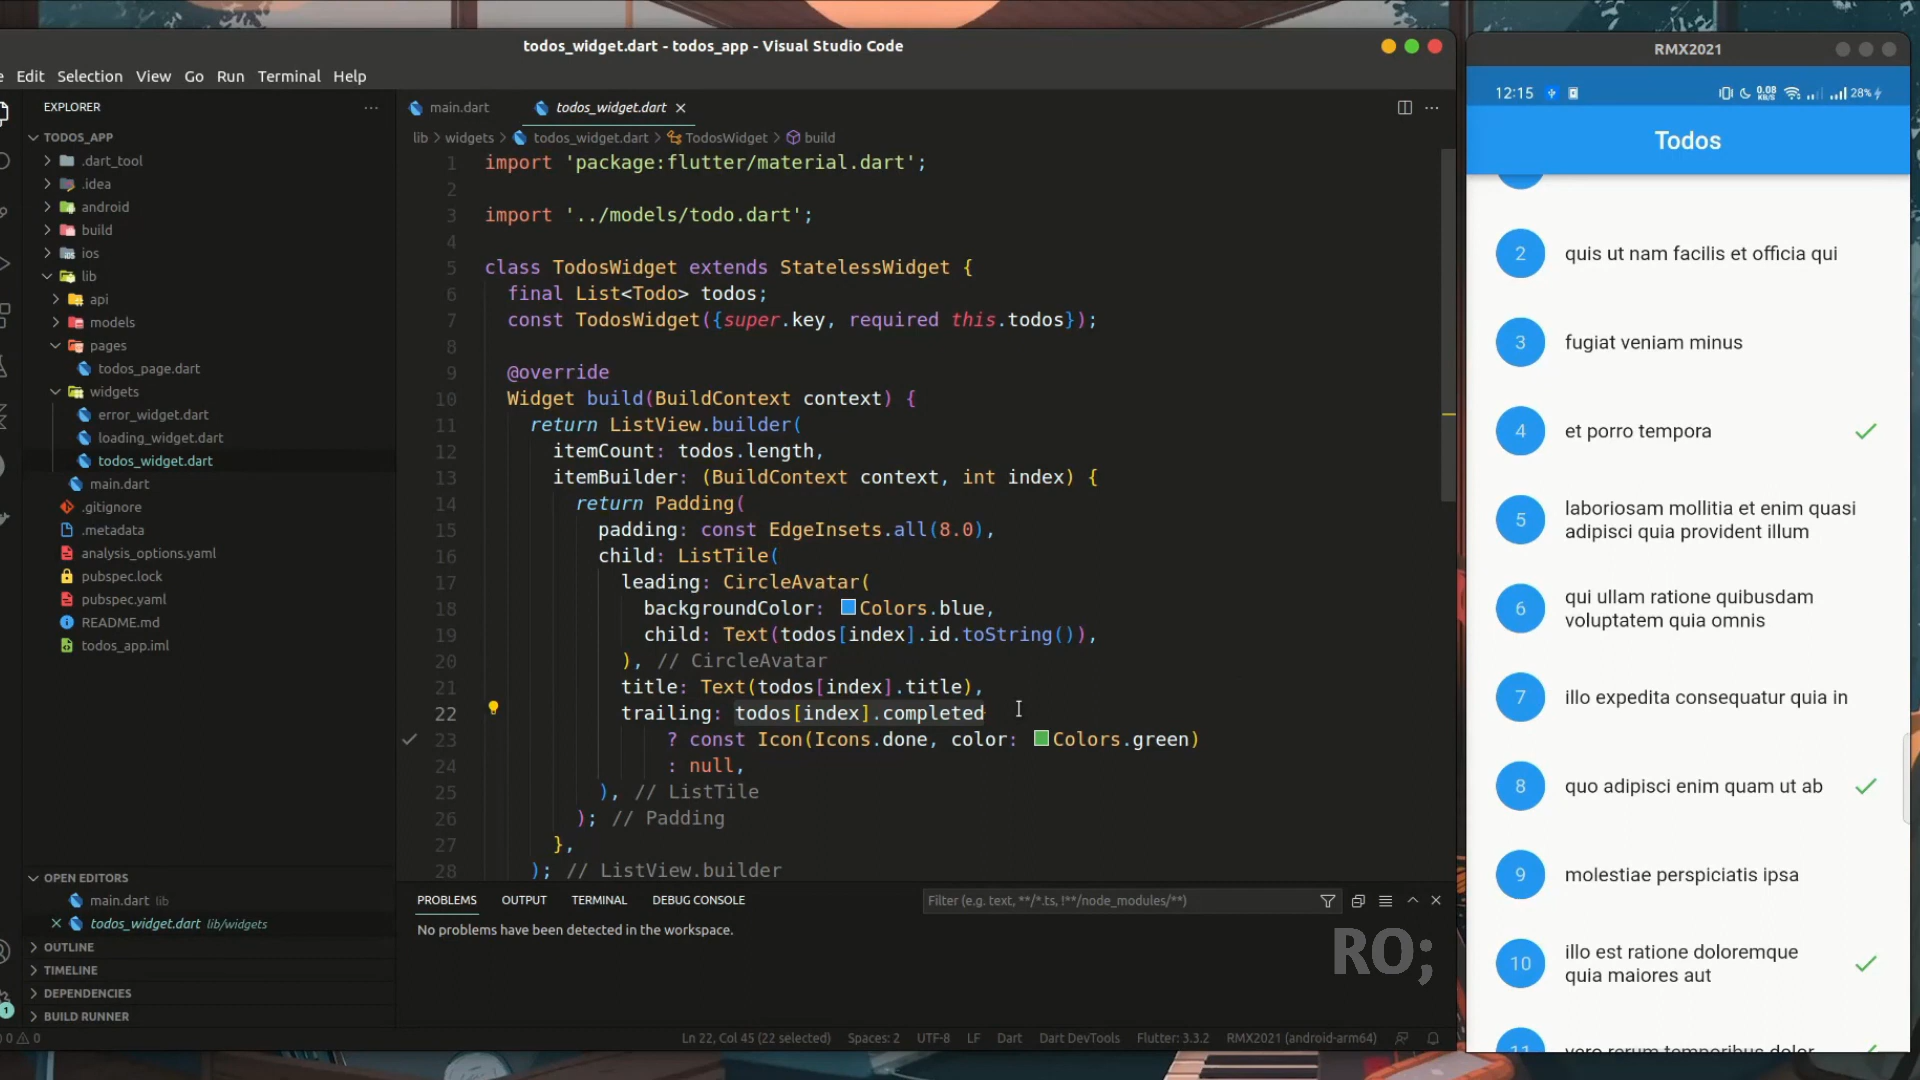 todos_widget.dart - todos_app - Visual Studio Code
e Edit Selection View Go Run Terminal Help
EXPLORER
TODOS_APP
.dart_tool
.idea
android
build
ios
lib
api
models
pages
todos_page.dart
widgets
error_widget.dart
loading_widget.dart
todos_widget.dart
main.dart
.gitignore
.metadata
analysis_options.yaml
pubspec.lock
pubspec.yaml
README.md
todos_app.iml
OPEN EDITORS
main.dart lib
todos_widget.dart lib/widgets
OUTLINE
TIMELINE
DEPENDENCIES
BUILD RUNNER
main.dart todos_widget.dart
lib > widgets > todos_widget.dart > TodosWidget > build
1 import 'package:flutter/material.dart';
2
3 import '../models/todo.dart';
4
5 class TodosWidget extends StatelessWidget {
6 final List<Todo> todos;
7 const TodosWidget({super.key, required this.todos});
8
9 @override
10 Widget build(BuildContext context) {
11 return ListView.builder(
12 itemCount: todos.length,
13 itemBuilder: (BuildContext context, int index) {
14 return Padding(
15 padding: const EdgeInsets.all(8.0),
16 child: ListTile(
17 leading: CircleAvatar(
18 backgroundColor: Colors.blue,
19 child: Text(todos[index].id.toString()),
20 ), // CircleAvatar
21 title: Text(todos[index].title),
22 trailing: todos[index].completed
23 ? const Icon(Icons.done, color: Colors.green)
24 : null,
25 ), // ListTile
26 ); // Padding
27 },
28 ); // ListView.builder
PROBLEMS OUTPUT TERMINAL DEBUG CONSOLE
Filter (e.g. text, **/*.ts, !**/node_modules/**)
No problems have been detected in the workspace.
RO;
1
0 0
Ln 22, Col 45 (22 selected) Spaces: 2 UTF-8 LF Dart Dart DevTools Flutter: 3.3.2 RMX2021 (android-arm64)
RMX2021
12:15 0.08 KB/S 28%
Todos
2 quis ut nam facilis et officia qui
3 fugiat veniam minus
4 et porro tempora
5 laboriosam mollitia et enim quasi
adipisci quia provident illum
6 qui ullam ratione quibusdam
voluptatem quia omnis
7 illo expedita consequatur quia in
8 quo adipisci enim quam ut ab
9 molestiae perspiciatis ipsa
10 illo est ratione doloremque
quia maiores aut
11 vero rerum temporibus dolor